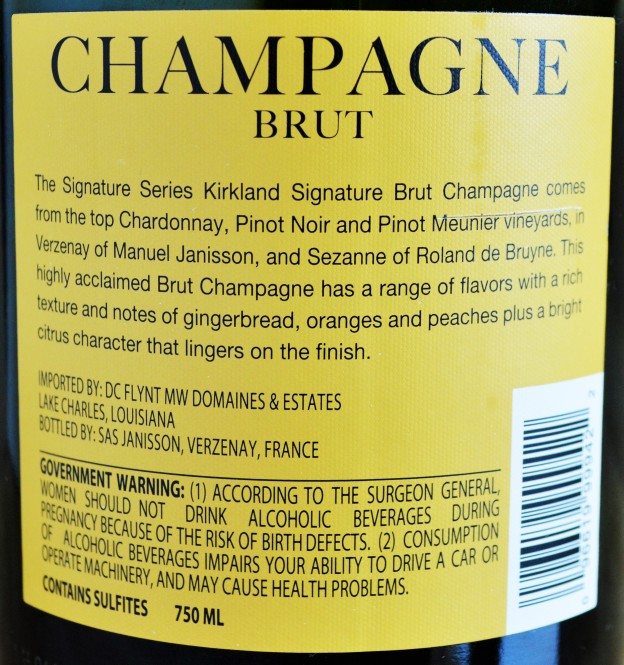 CHAMPAGNE
BRUT
The Signature Series Kirkland Signature Brut Champagne comes
from the top Chardonnay, Pinot Noir and Pinot Meunier vineyards, in
Verzenay of Manuel Janisson, and Sezanne of Roland de Bruyne. This
highly acclaimed Brut Champagne has a range of flavors with a rich
texture and notes of gingerbread, oranges and peaches plus a bright
citrus character that lingers on the finish.
IMPORTED BY: DC FLYNT MW DOMAINES & ESTATES
LAKE CHARLES, LOUISIANA
BOTTLED BY: SAS JANISSON, VERZENAY, FRANCE
GOVERNMENT WARNING: (1) ACCORDING TO THE SURGEON GENERAL,
WOMEN SHOULD NOT DRINK ALCOHOLIC BEVERAGES DURING
PREGNANCY BECAUSE OF THE RISK OF BIRTH DEFECTS. (2) CONSUMPTION
OF ALCOHOLIC BEVERAGES IMPAIRS YOUR ABILITY TO DRIVE A CAR OR
OPERATE MACHINERY, AND MAY CAUSE HEALTH PROBLEMS.
CONTAINS SULFITES 750 ML